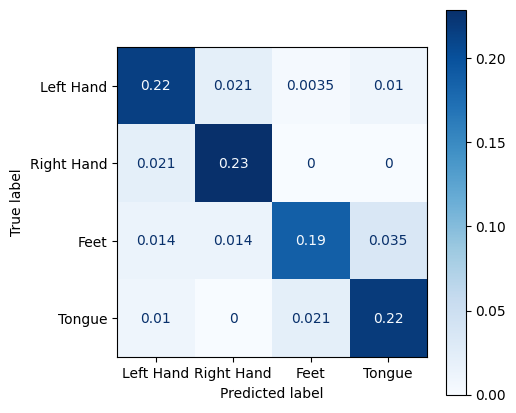 Left Hand 0.22 0.021 0.0035 0.01
Right Hand 0.021 0.23 0 0
Feet 0.014 0.014 0.19 0.035
Tongue 0.01 0 0.021 0.22
Left Hand Right Hand Feet Tongue
Predicted label
True label
0.20
0.15
0.10
0.05
0.00